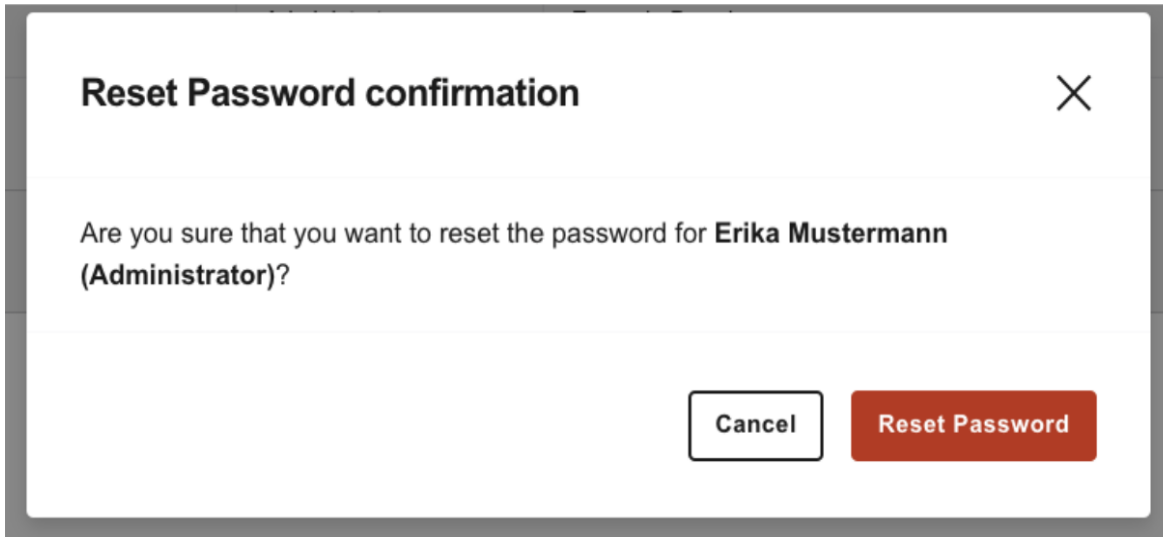 Reset Password confirmation
Are you sure that you want to reset the password for Erika Mustermann
(Administrator)?
Cancel
Reset Password